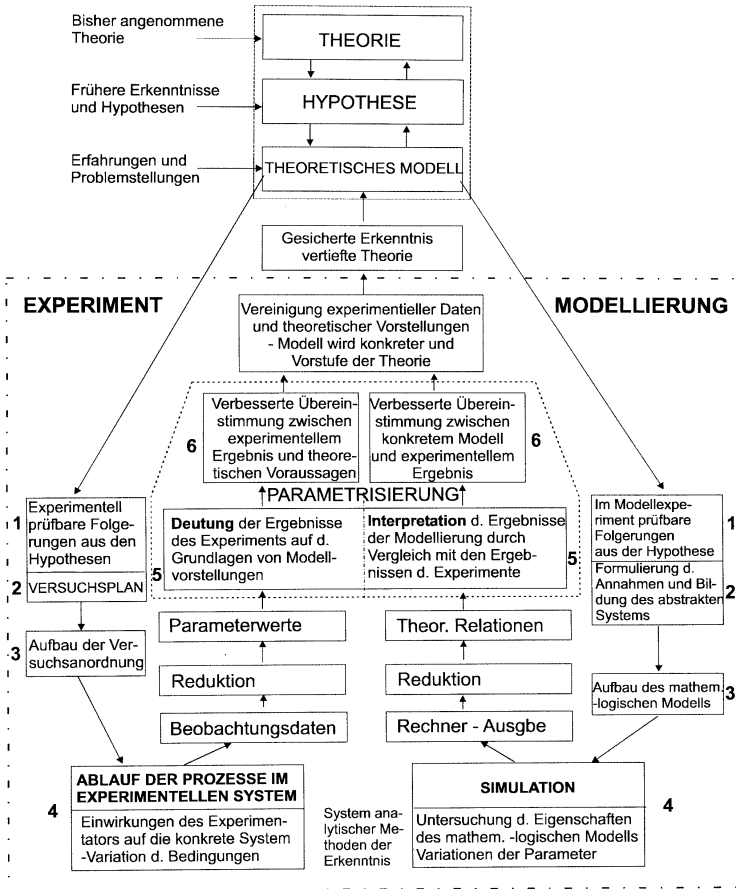 Bisher angenommene
Theorie
THEORIE
Frühere Erkenntnisse
und Hypothesen
HYPOTHESE
Erfahrungen und
Problemstellungen
THEORETISCHES MODELL
Gesicherte Erkenntnis
vertiefte Theorie
EXPERIMENT
MODELLIERUNG
Vereinigung experimentieller Daten
und theoretischer Vorstellungen
- Modell wird konkreter und
Vorstufe der Theorie
6
Verbesserte Überein-
stimmung zwischen
experimentellem
Ergebnis und theore-
tischen Voraussagen
Verbesserte Überein-
stimmung zwischen
konkretem Modell
und experimentellem
Ergebnis
6
PARAMETRISIERUNG
1
Experimentell
prüfbare Folge-
rungen aus den
Hypothesen
2
VERSUCHSPLAN
5
Deutung der Ergebnisse
des Experiments auf d.
Grundlagen von Modell-
vorstellungen
Interpretation d. Ergebnisse
der Modellierung durch
Vergleich mit den Ergeb-
nissen d. Experimente
5
Im Modellexpe-
riment prüfbare
Folgerungen
aus der Hypothese
1
Formulierung d.
Annahmen und Bil-
dung des abstrakten
Systems
2
3
Aufbau der Ver-
suchsanordnung
Parameterwerte
Theor. Relationen
Reduktion
Reduktion
Aufbau des mathem.
-logischen Modells
3
Beobachtungsdaten
Rechner - Ausgbe
4
ABLAUF DER PROZESSE IM
EXPERIMENTELLEN SYSTEM
Einwirkungen des Experimen-
tators auf die konkrete System
-Variation d. Bedingungen
System ana-
lytischer Me-
thoden der
Erkenntnis
SIMULATION
Untersuchung d. Eigenschaften
des mathem. -logischen Modells
Variationen der Parameter
4